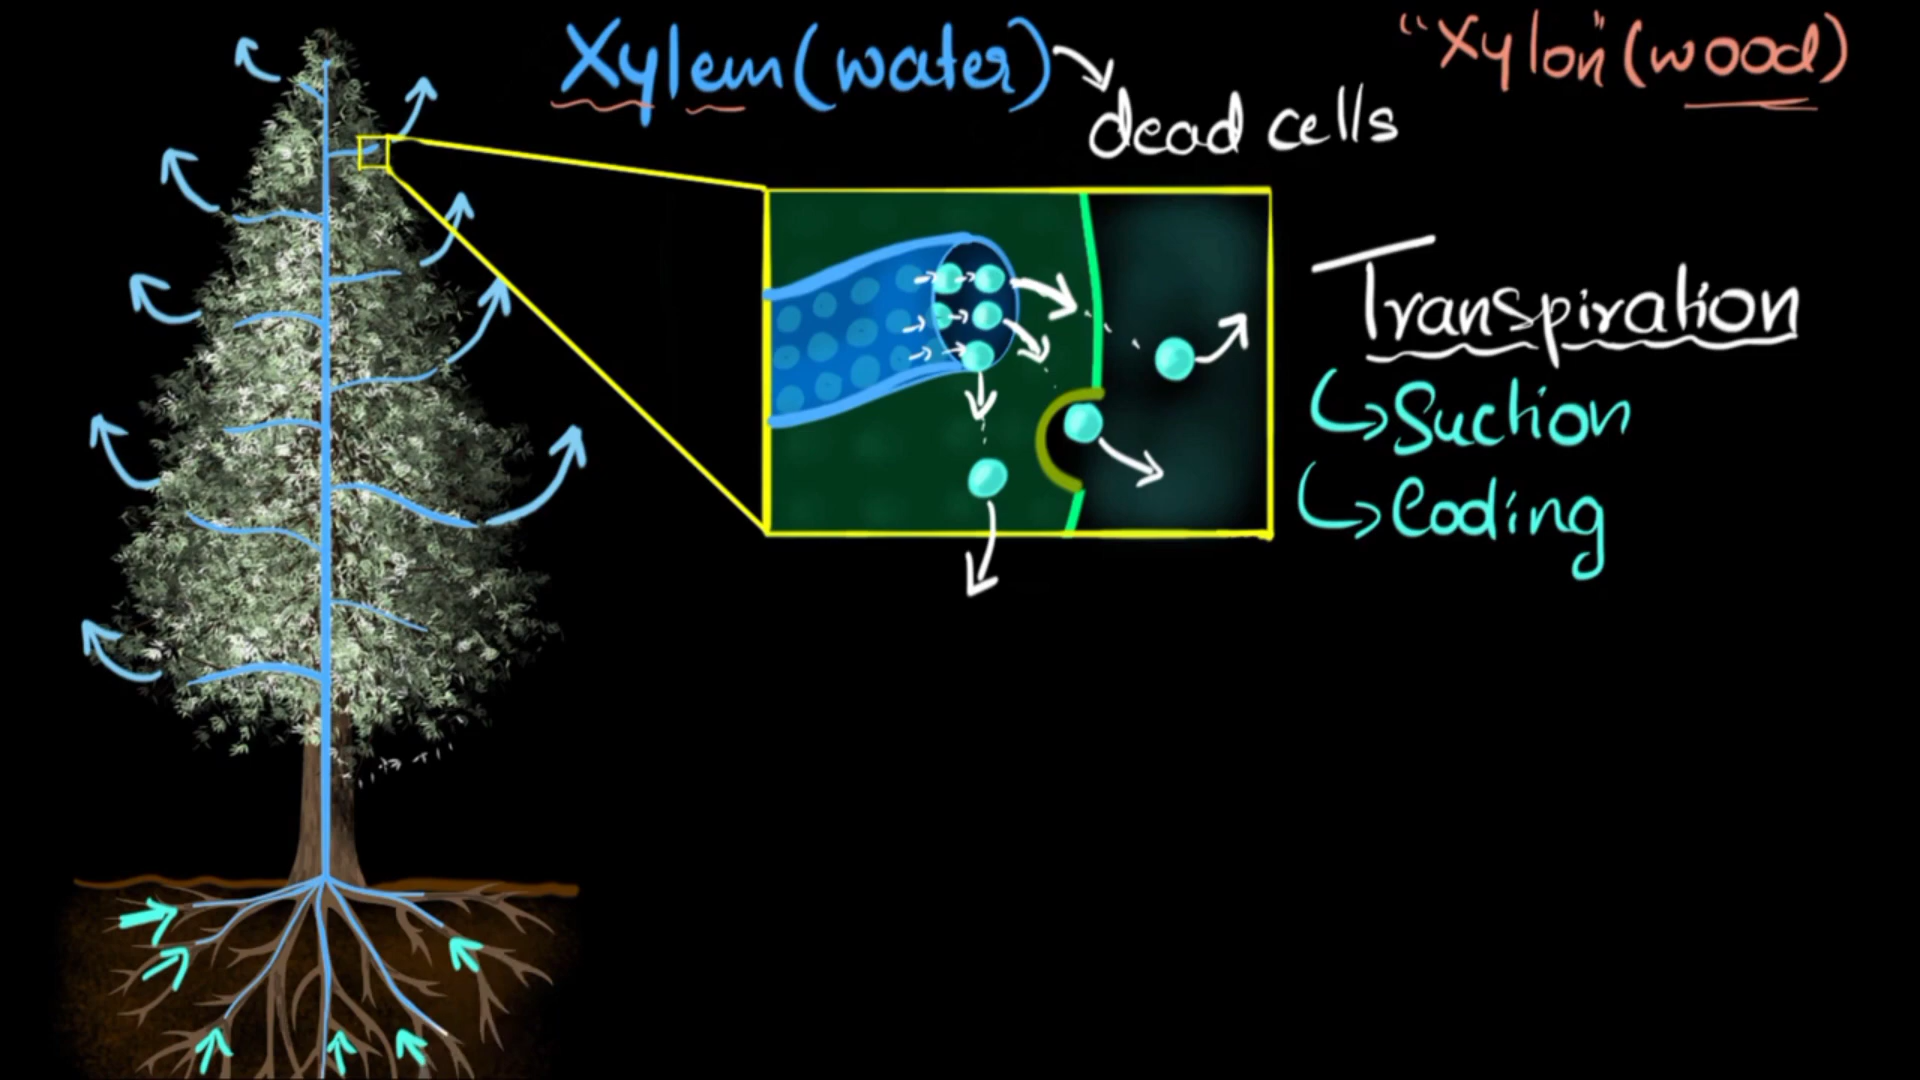 Xylem (water)
"Xylon" (wood)
dead cells
Transpiration
Suction
Cooling